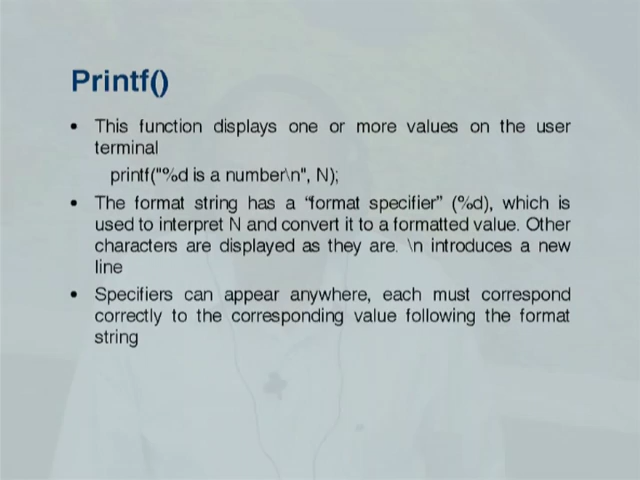 Printf()
• This function displays one or more values on the user
terminal
printf("%d is a number\n", N);
• The format string has a “format specifier” (%d), which is
used to interpret N and convert it to a formatted value. Other
characters are displayed as they are. \n introduces a new
line
• Specifiers can appear anywhere, each must correspond
correctly to the corresponding value following the format
string